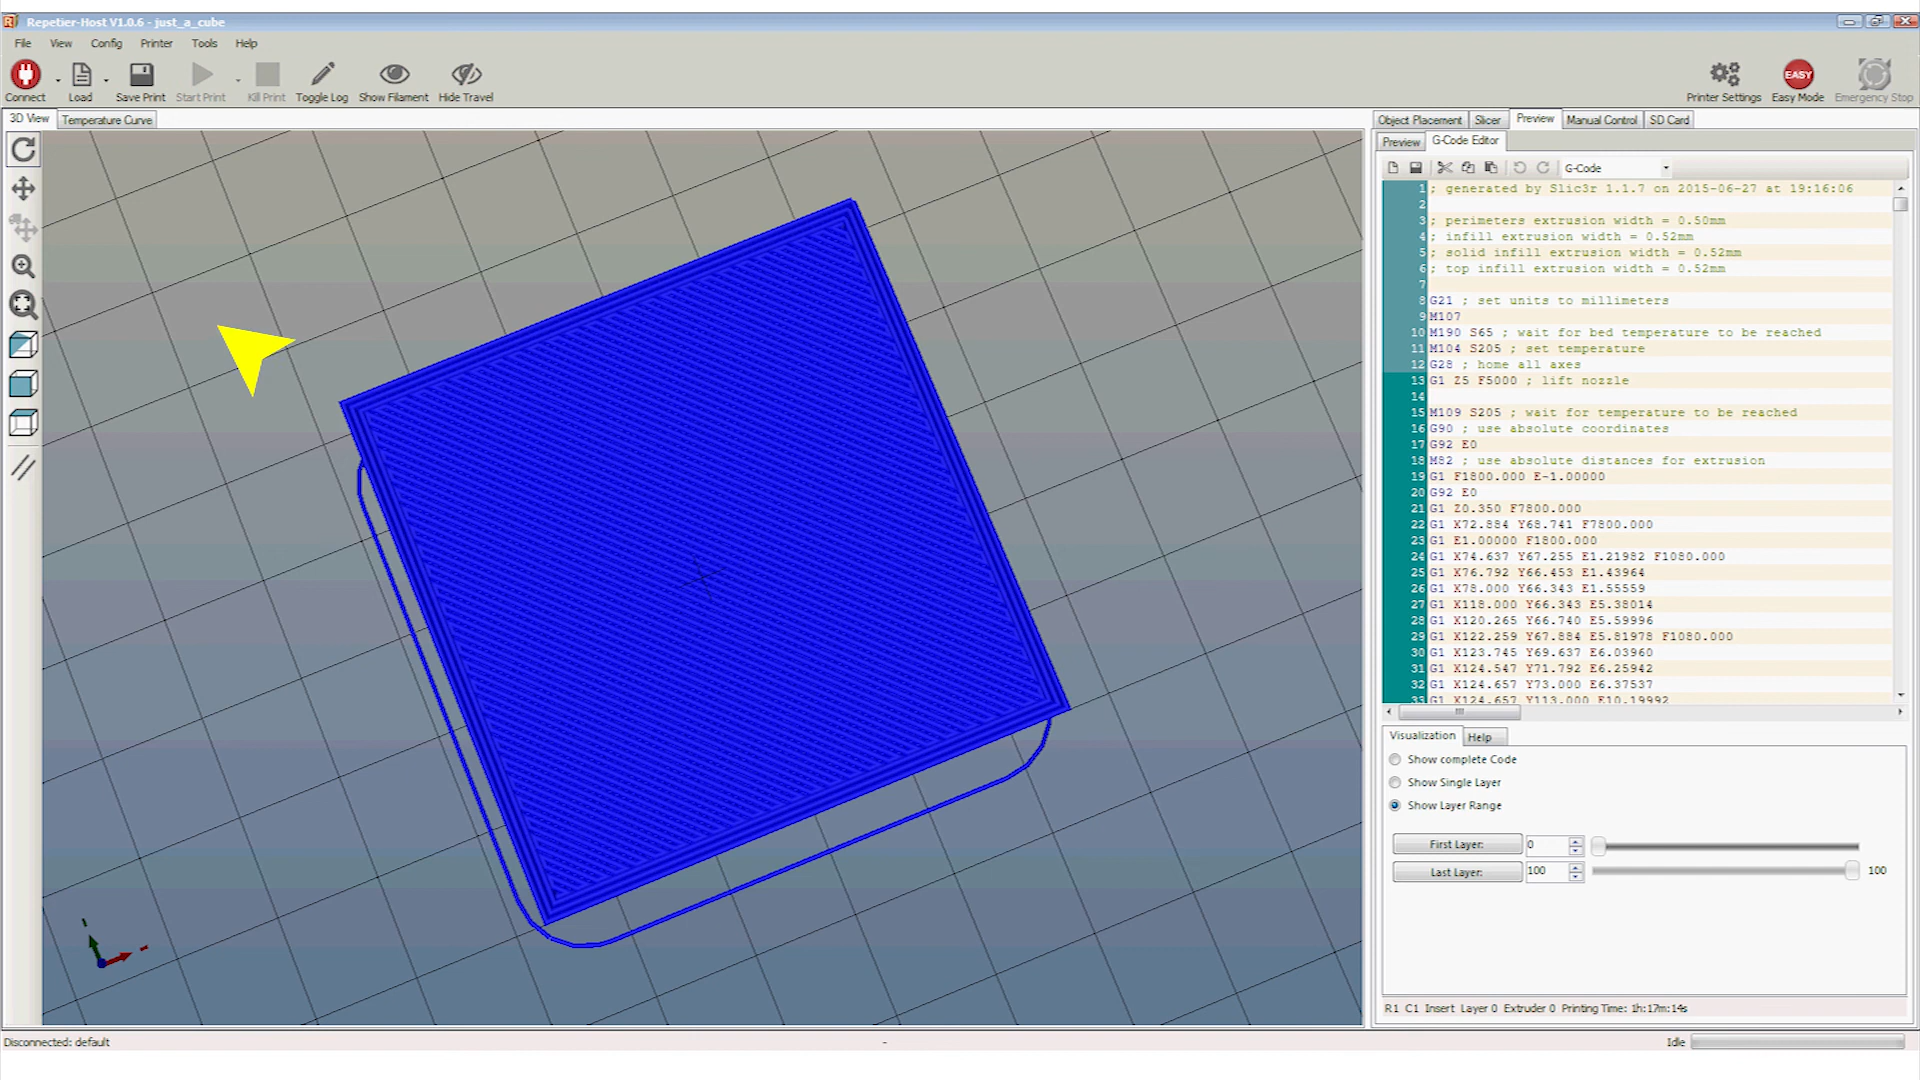 Repetier-Host V1.0.6 - just_a_cube
File View Config Printer Tools Help
Connect Load Save Print Start Print Kill Print Toggle Log Show Filament Hide Travel Printer Settings Easy Mode Emergency Stop
EASY
3D View Temperature Curve
Object Placement Slicer Preview Manual Control SD Card
Preview G-Code Editor
G-Code
1 ; generated by Slic3r 1.1.7 on 2015-06-27 at 19:16:06
2
3 ; perimeters extrusion width = 0.50mm
4 ; infill extrusion width = 0.52mm
5 ; solid infill extrusion width = 0.52mm
6 ; top infill extrusion width = 0.52mm
7
8 G21 ; set units to millimeters
9 M107
10 M190 S65 ; wait for bed temperature to be reached
11 M104 S205 ; set temperature
12 G28 ; home all axes
13 G1 Z5 F5000 ; lift nozzle
14
15 M109 S205 ; wait for temperature to be reached
16 G90 ; use absolute coordinates
17 G92 E0
18 M82 ; use absolute distances for extrusion
19 G1 F1800.000 E-1.00000
20 G92 E0
21 G1 Z0.350 F7800.000
22 G1 X72.884 Y68.741 F7800.000
23 G1 E1.00000 F1800.000
24 G1 X74.637 Y67.255 E1.21982 F1080.000
25 G1 X76.792 Y66.453 E1.43964
26 G1 X78.000 Y66.343 E1.55559
27 G1 X118.000 Y66.343 E5.38014
28 G1 X120.265 Y66.740 E5.59996
29 G1 X122.259 Y67.884 E5.81978 F1080.000
30 G1 X123.745 Y69.637 E6.03960
31 G1 X124.547 Y71.792 E6.25942
32 G1 X124.657 Y73.000 E6.37537
33 G1 X124.657 Y113.000 E10.19992
Visualization Help
Show complete Code
Show Single Layer
Show Layer Range
First Layer: 0
Last Layer: 100 100
R1 C1 Insert Layer 0 Extruder 0 Printing Time: 1h:17m:14s
Disconnected: default - Idle